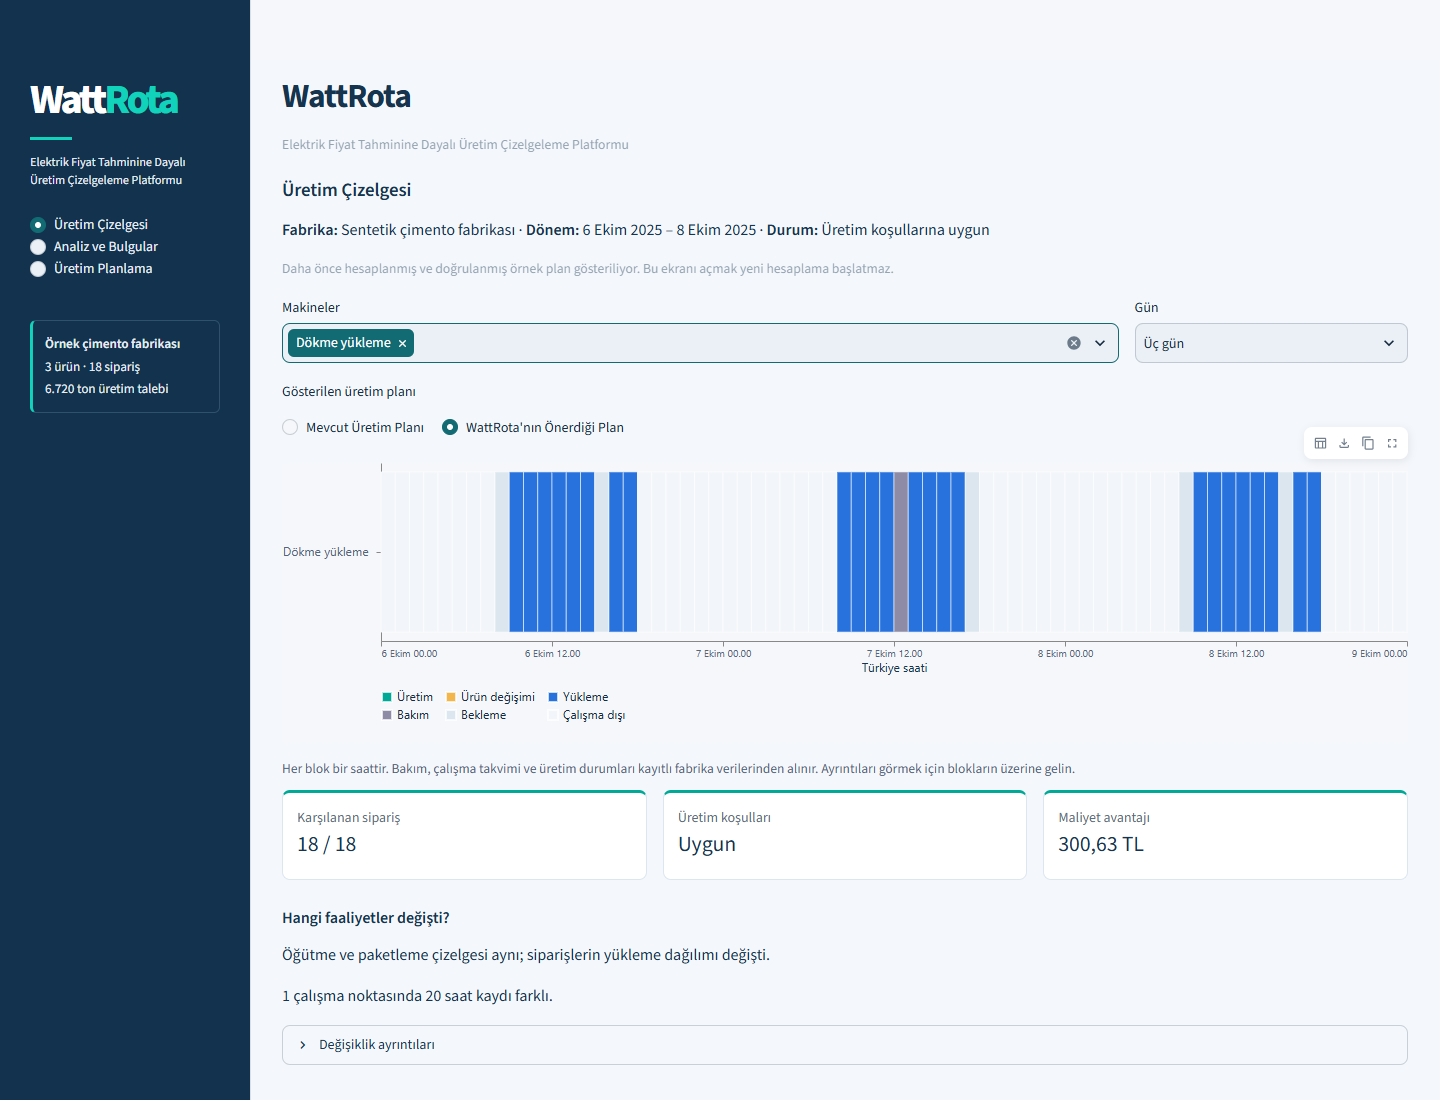 WattRota
Elektrik Fiyat Tahminine Dayalı
Üretim Çizelgeleme Platformu
Üretim Çizelgesi
Analiz ve Bulgular
Üretim Planlama
Örnek çimento fabrikası
3 ürün · 18 sipariş
6.720 ton üretim talebi
WattRota
Elektrik Fiyat Tahminine Dayalı Üretim Çizelgeleme Platformu
Üretim Çizelgesi
Fabrika: Sentetik çimento fabrikası · Dönem: 6 Ekim 2025 – 8 Ekim 2025 · Durum: Üretim koşullarına uygun
Daha önce hesaplanmış ve doğrulanmış örnek plan gösteriliyor. Bu ekranı açmak yeni hesaplama başlatmaz.
Makineler
Gün
Dökme yükleme
Üç gün
Gösterilen üretim planı
Mevcut Üretim Planı
WattRota'nın Önerdiği Plan
Dökme yükleme
6 Ekim 00.00
6 Ekim 12.00
7 Ekim 00.00
7 Ekim 12.00
8 Ekim 00.00
8 Ekim 12.00
9 Ekim 00.00
Türkiye saati
Üretim
Ürün değişimi
Yükleme
Bakım
Bekleme
Çalışma dışı
Her blok bir saattir. Bakım, çalışma takvimi ve üretim durumları kayıtlı fabrika verilerinden alınır. Ayrıntıları görmek için blokların üzerine gelin.
Karşılanan sipariş
18 / 18
Üretim koşulları
Uygun
Maliyet avantajı
300,63 TL
Hangi faaliyetler değişti?
Öğütme ve paketleme çizelgesi aynı; siparişlerin yükleme dağılımı değişti.
1 çalışma noktasında 20 saat kaydı farklı.
Değişiklik ayrıntıları